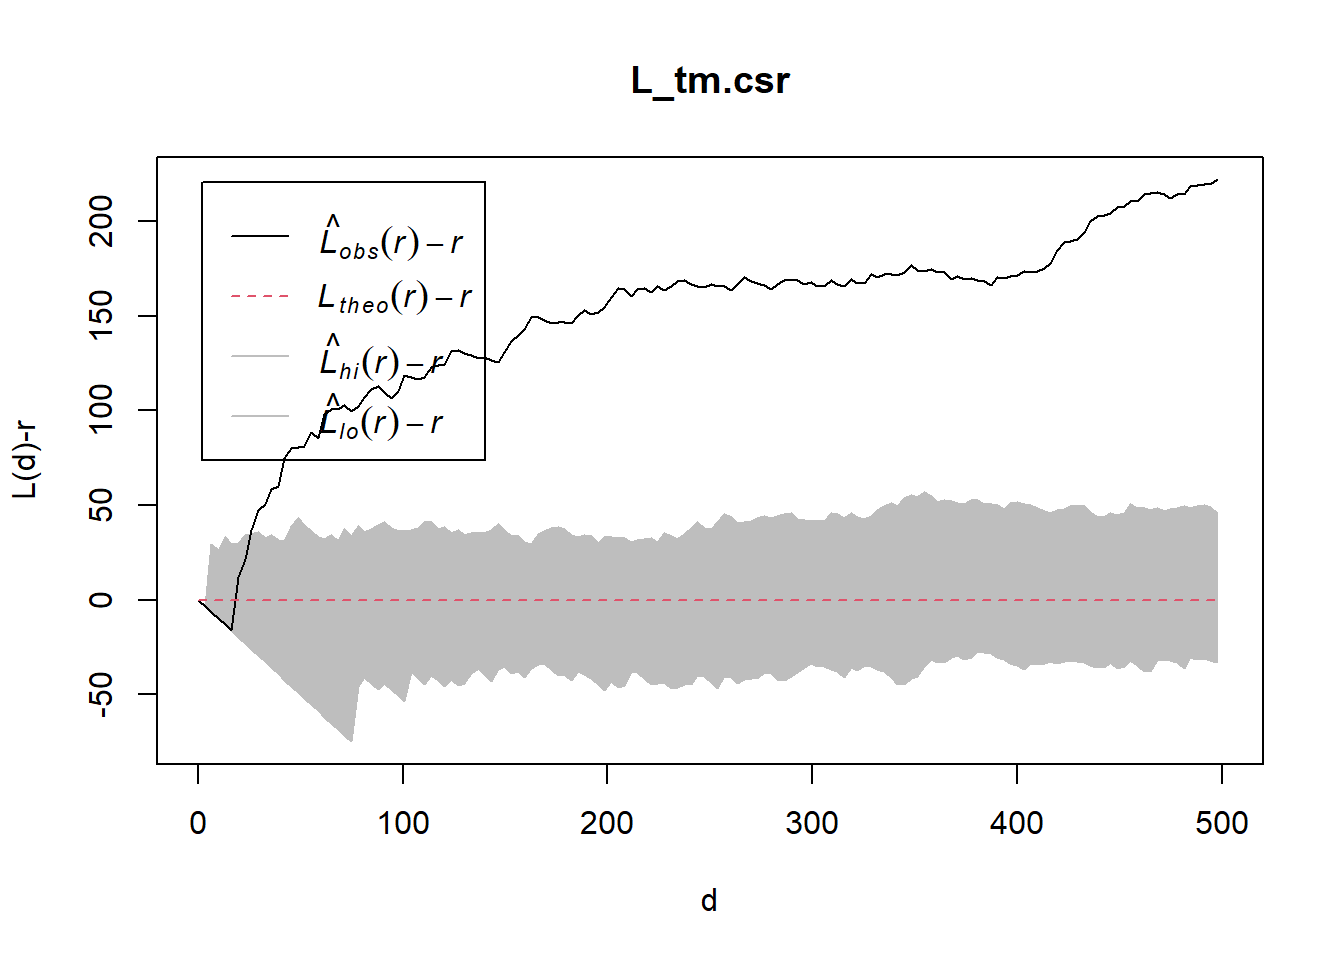 L_tm.csr
L̂obs(r) − r
Ltheo(r) − r
L̂hi(r) − r
L̂lo(r) − r
L(d)-r
200
150
100
50
0
-50
0 100 200 300 400 500
d